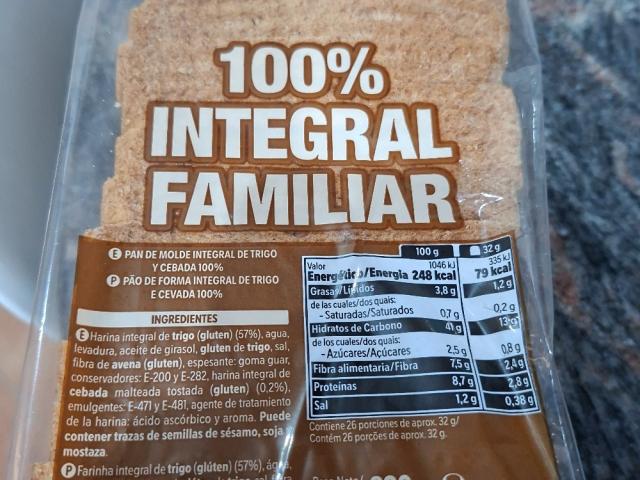 100%
INTEGRAL
FAMILIAR
E PAN DE MOLDE INTEGRAL DE TRIGO
Y CEBADA 100%
P PÃO DE FORMA INTEGRAL DE TRIGO
E CEVADA 100%
INGREDIENTES
E Harina integral de trigo (gluten) (57%), agua,
levadura, aceite de girasol, gluten de trigo, sal,
fibra de avena (gluten), espesante: goma guar,
conservadores: E-200 y E-282, harina integral de
cebada malteada tostada (gluten) (0,2%),
emulgentes: E-471 y E-481, agente de tratamiento
de la harina: ácido ascórbico y aroma. Puede
contener trazas de semillas de sésamo, soja y
mostaza.
P Farinha integral de trigo (glúten) (57%), água,
100 g 32 g
Valor 1046 kJ 335 kJ
Energético/Energia 248 kcal 79 kcal
Grasas/Lípidos 3,8 g 1,2 g
de las cuales/dos quais:
- Saturadas/Saturados 0,7 g 0,2 g
Hidratos de Carbono 41 g 13 g
de los cuales/dos quais:
- Azúcares/Açúcares 2,5 g 0,8 g
Fibra alimentaria/Fibra 7,5 g 2,4 g
Proteínas 8,7 g 2,8 g
Sal 1,2 g 0,38 g
Contiene 26 porciones de aprox. 32 g/
Contém 26 porções de aprox. 32 g.